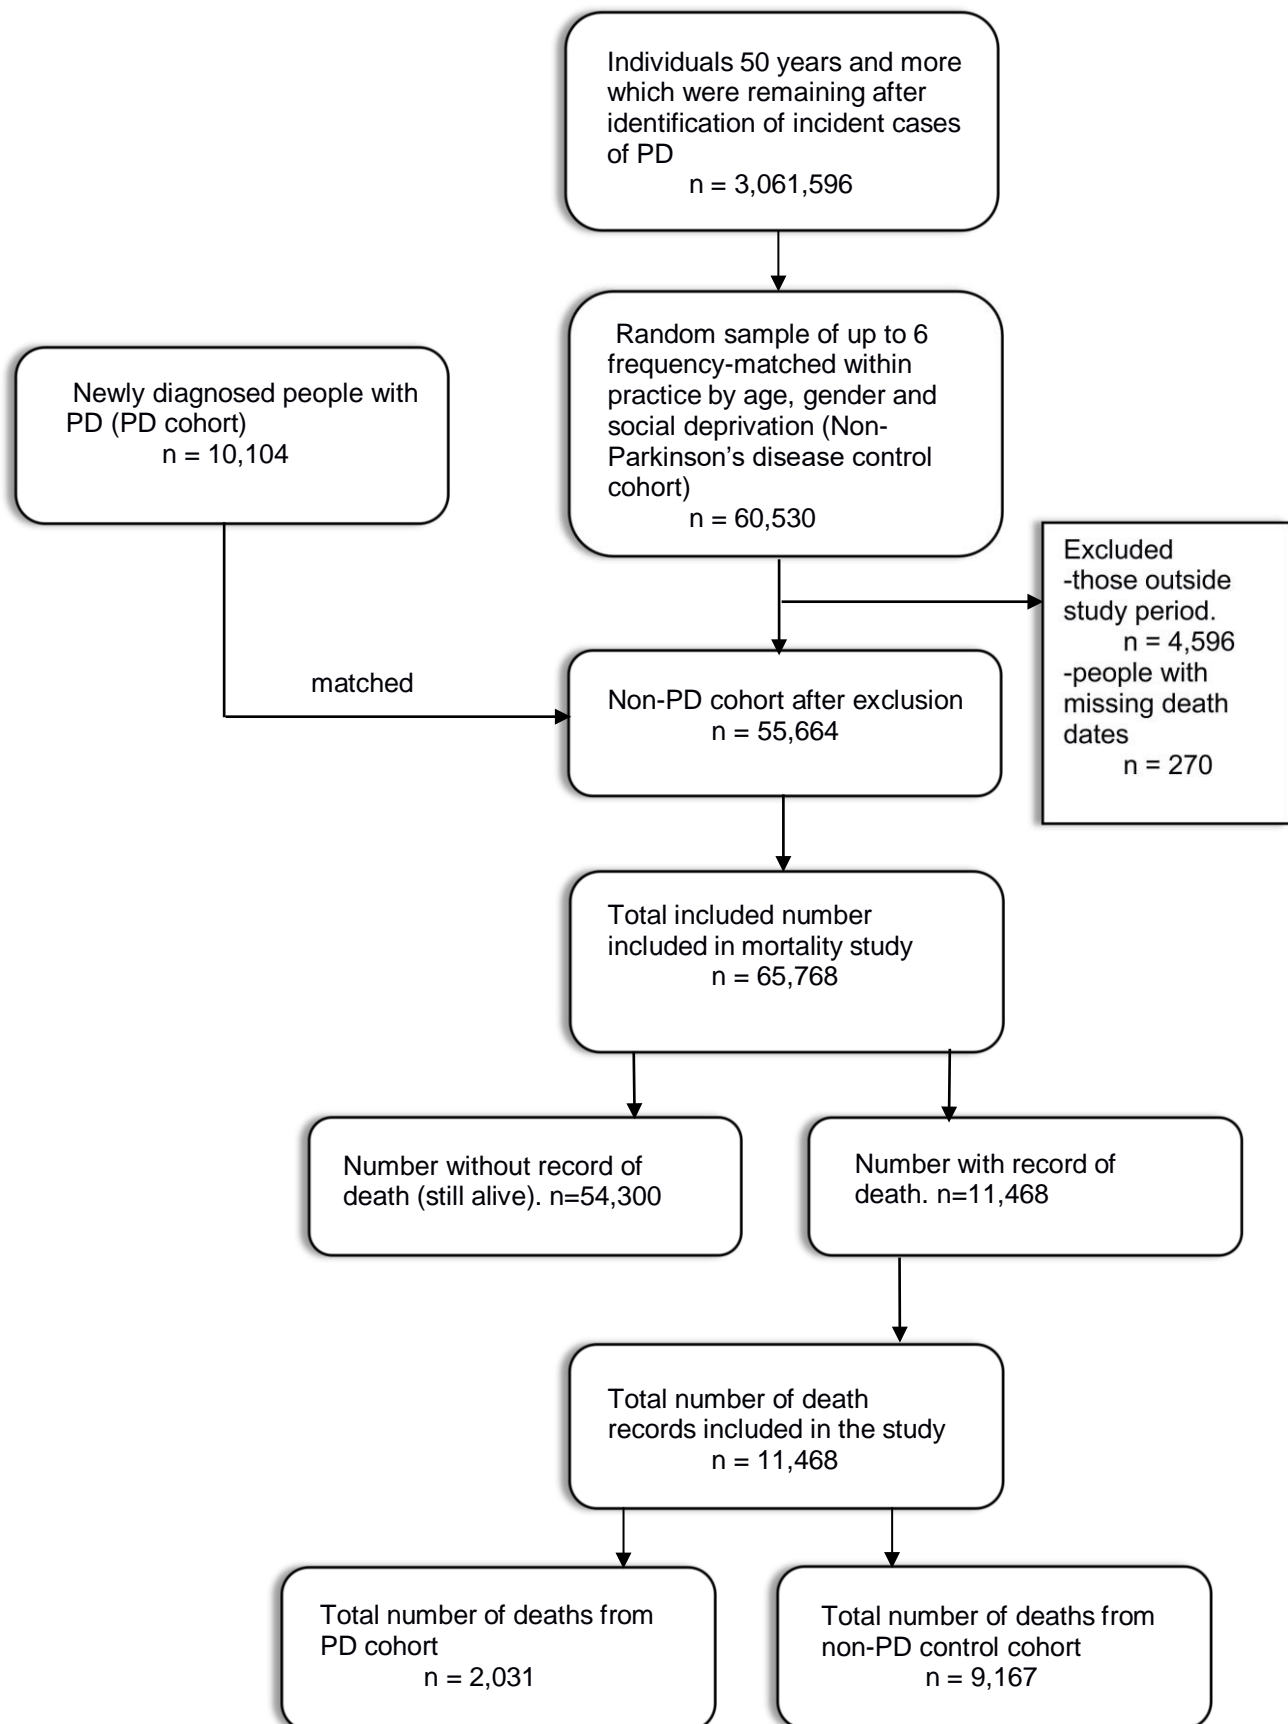 Individuals 50 years and more
which were remaining after
identification of incident cases
of PD
n = 3,061,596
Random sample of up to 6
frequency-matched within
practice by age, gender and
social deprivation (Non-
Parkinson’s disease control
cohort)
n = 60,530
Newly diagnosed people with
PD (PD cohort)
n = 10,104
Excluded
-those outside
study period.
n = 4,596
-people with
missing death
dates
n = 270
matched
Non-PD cohort after exclusion
n = 55,664
Total included number
included in mortality study
n = 65,768
Number without record of
death (still alive). n=54,300
Number with record of
death. n=11,468
Total number of death
records included in the study
n = 11,468
Total number of deaths from
PD cohort
n = 2,031
Total number of deaths from
non-PD control cohort
n = 9,167